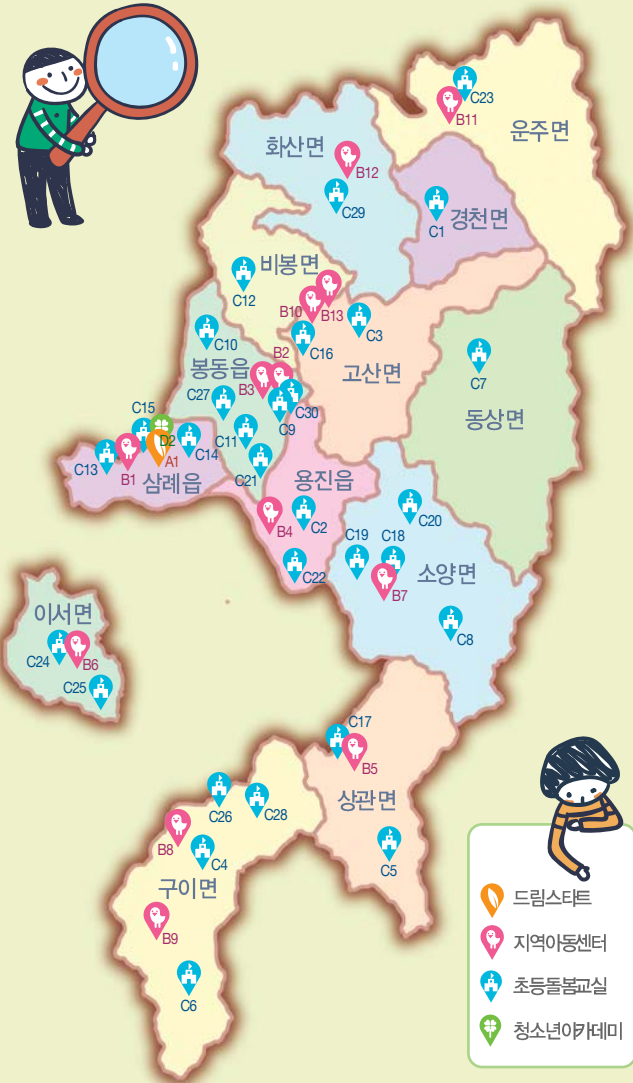 C23
B11
운주면
화산면
B12
C29
C1
경천면
비봉면
C12
B10
B13
C3
C16
C10
봉동읍
B2
B3
고산면
C7
동상면
C27
C30
C9
C15
D2
C11
C14
C13
B1
A1
C21
삼례읍
용진읍
B4
C2
C20
C19
C18
C22
소양면
B7
C8
이서면
C24
B6
C25
C17
B5
상관면
C26
C28
B8
C4
C5
구이면
B9
C6
드림스타트
지역아동센터
초등돌봄교실
청소년아카데미